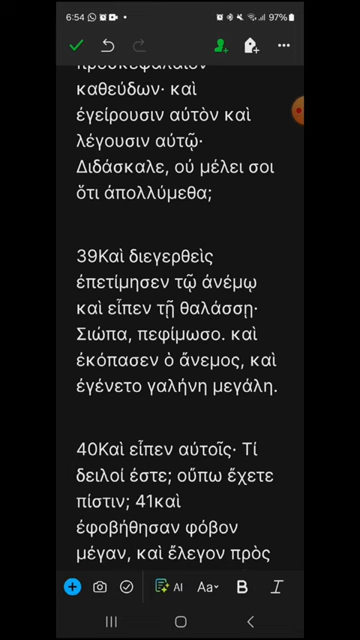 6:54
97%
προσκεφάλαιον
καθεύδων· καὶ
ἐγείρουσιν αὐτὸν καὶ
λέγουσιν αὐτῷ·
Διδάσκαλε, οὐ μέλει σοι
ὅτι ἀπολλύμεθα;
39Καὶ διεγερθεὶς
ἐπετίμησεν τῷ ἀνέμῳ
καὶ εἶπεν τῇ θαλάσσῃ·
Σιώπα, πεφίμωσο. καὶ
ἐκόπασεν ὁ ἄνεμος, καὶ
ἐγένετο γαλήνη μεγάλη.
40Καὶ εἶπεν αὐτοῖς· Τί
δειλοί ἐστε; οὔπω ἔχετε
πίστιν; 41καὶ
ἐφοβήθησαν φόβον
μέγαν, καὶ ἔλεγον πρὸς
AI Aa B I